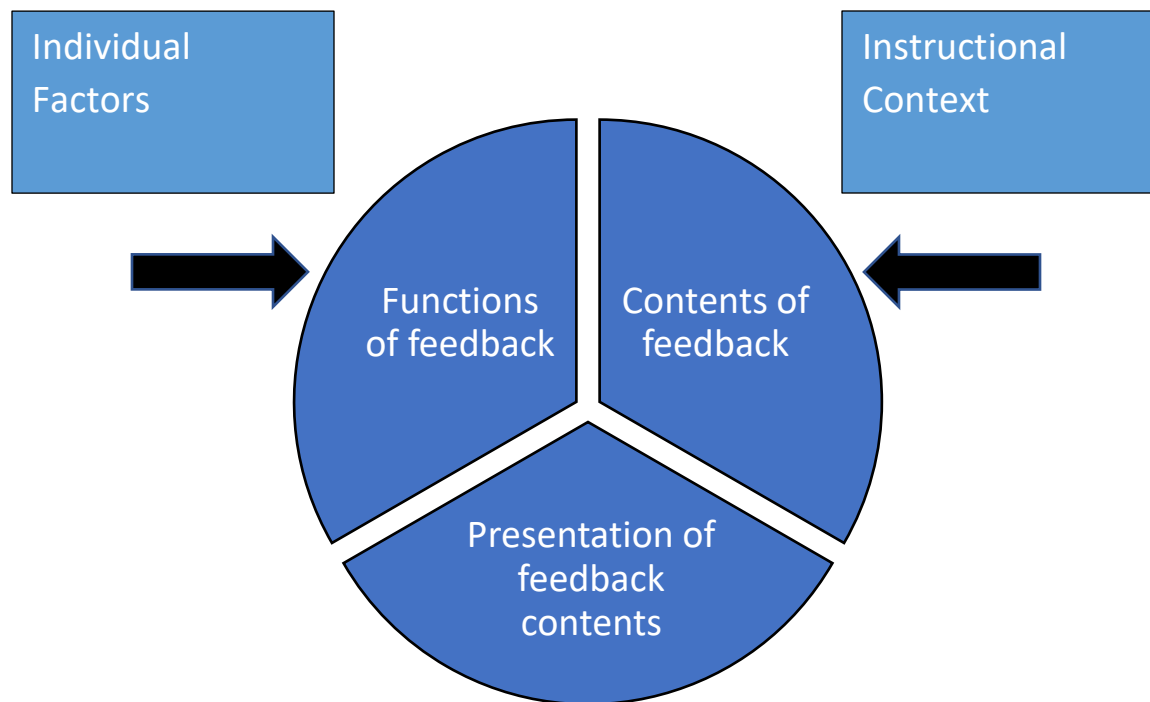 Individual
Factors
Instructional
Context
Functions
of feedback
Contents of
feedback
Presentation of
feedback
contents